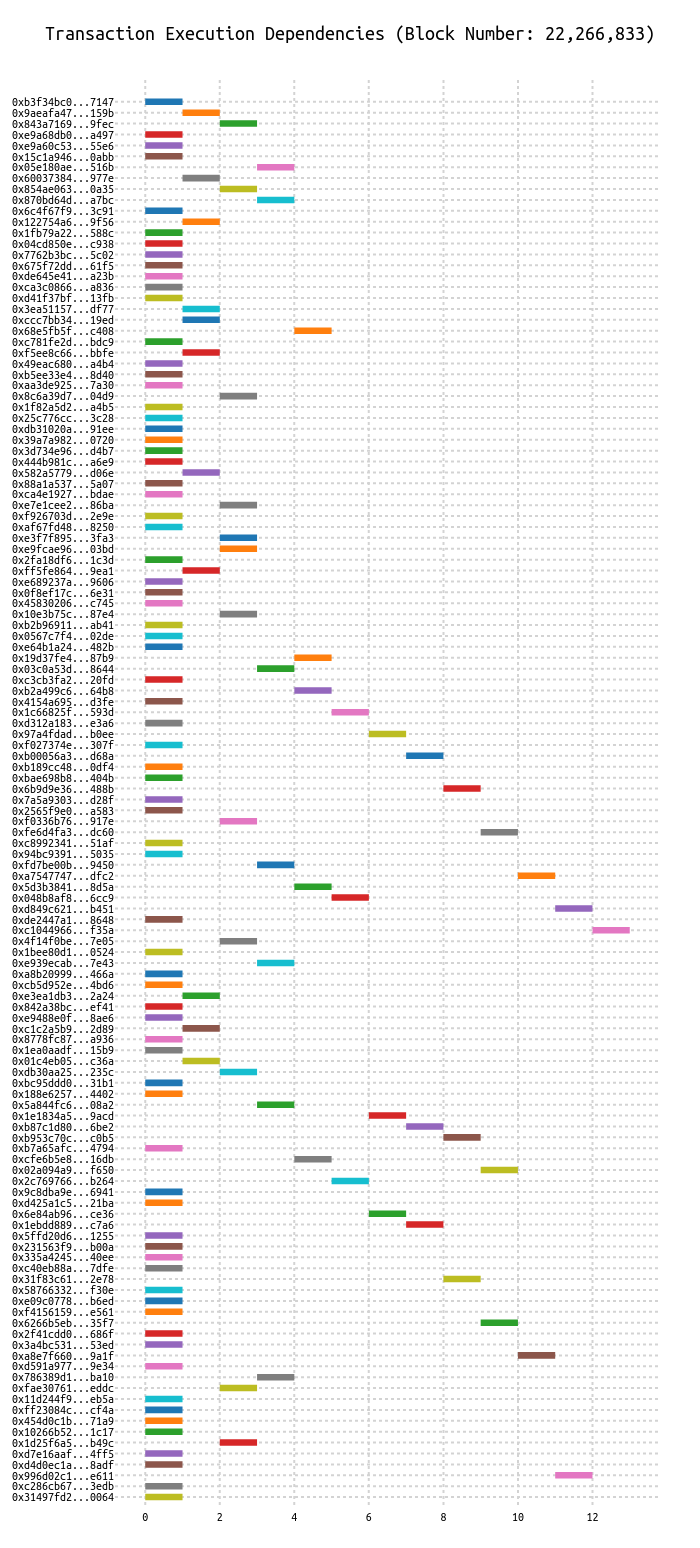 Transaction Execution Dependencies (Block Number: 22,266,833)
0xb3f34bc0...7147
0x9aeafa47...159b
0x843a7169...9fec
0xe9a68db0...a497
0xe9a60c53...55e6
0x15c1a946...0abb
0x05e180ae...516b
0x60037384...977e
0x854ae063...0a35
0x870bd64d...a7bc
0x6c4f67f9...3c91
0x122754a6...9f56
0x1fb79a22...588c
0x04cd850e...c938
0x7762b3bc...5c02
0x675f72dd...61f5
0xde645e41...a23b
0xca3c0866...a836
0xd41f37bf...13fb
0x3ea51157...df77
0xccc7bb34...19ed
0x68e5fb5f...c408
0xc781fe2d...bdc9
0xf5ee8c66...bbfe
0x49eac680...a4b4
0xb5ee33e4...8d40
0xaa3de925...7a30
0x8c6a39d7...04d9
0x1f82a5d2...a4b5
0x25c776cc...3c28
0xdb31020a...91ee
0x39a7a982...0720
0x3d734e96...d4b7
0x444b981c...a6e9
0x582a5779...d06e
0x88a1a537...5a07
0xca4e1927...bdae
0xe7e1cee2...86ba
0xf926703d...2e9e
0xaf67fd48...8250
0xe3f7f895...3fa3
0xe9fcae96...03bd
0x2fa18df6...1c3d
0xff5fe864...9ea1
0xe689237a...9606
0x0f8ef17c...6e31
0x45830206...c745
0x10e3b75c...87e4
0xb2b96911...ab41
0x0567c7f4...02de
0xe64b1a24...482b
0x19d37fe4...87b9
0x03c0a53d...8644
0xc3cb3fa2...20fd
0xb2a499c6...64b8
0x4154a695...d3fe
0x1c66825f...593d
0xd312a183...e3a6
0x97a4fdad...b0ee
0xf027374e...307f
0xb00056a3...d68a
0xb189cc48...0df4
0xbae698b8...404b
0x6b9d9e36...488b
0x7a5a9303...d28f
0x2565f9e0...a583
0xf0336b76...917e
0xfe6d4fa3...dc60
0xc8992341...51af
0x94bc9391...5035
0xfd7be00b...9450
0xa7547747...dfc2
0x5d3b3841...8d5a
0x048b8af8...6cc9
0xd849c621...b451
0xde2447a1...8648
0xc1044966...f35a
0x4f14f0be...7e05
0x1bee80d1...0524
0xe939ecab...7e43
0xa8b20999...466a
0xcb5d952e...4bd6
0xe3ea1db3...2a24
0x842a38bc...ef41
0xe9488e0f...8ae6
0xc1c2a5b9...2d89
0x8778fc87...a936
0x1ea0aadf...15b9
0x01c4eb05...c36a
0xdb30aa25...235c
0xbc95ddd0...31b1
0x188e6257...4402
0x5a844fc6...08a2
0x1e1834a5...9acd
0xb87c1d80...6be2
0xb953c70c...c0b5
0xb7a65afc...4794
0xcfe6b5e8...16db
0x02a094a9...f650
0x2c769766...b264
0x9c8dba9e...6941
0xd425a1c5...21ba
0x6e84ab96...ce36
0x1ebdd889...c7a6
0x5ffd20d6...1255
0x231563f9...b00a
0x335a4245...40ee
0xc40eb88a...7dfe
0x31f83c61...2e78
0x58766332...f30e
0xe09c0778...b6ed
0xf4156159...e561
0x6266b5eb...35f7
0x2f41cdd0...686f
0x3a4bc531...53ed
0xa8e7f660...9a1f
0xd591a977...9e34
0x786389d1...ba10
0xfae30761...eddc
0x11d244f9...eb5a
0xff23084c...cf4a
0x454d0c1b...71a9
0x10266b52...1c17
0x1d25f6a5...b49c
0xd7e16aaf...4ff5
0xd4d0ec1a...8adf
0x996d02c1...e611
0xc286cb67...3edb
0x31497fd2...0064
0 2 4 6 8 10 12